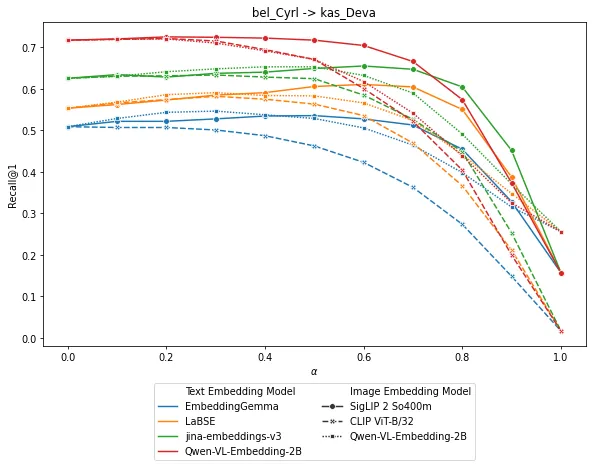 bel_Cyrl -> kas_Deva
0.7
0.6
0.5
0.4
0.3
0.2
0.1
0.0
Recall@1
0.0 0.2 0.4 0.6 0.8 1.0
α
Text Embedding Model Image Embedding Model
EmbeddingGemma SigLIP 2 So400m
LaBSE CLIP ViT-B/32
jina-embeddings-v3 Qwen-VL-Embedding-2B
Qwen-VL-Embedding-2B